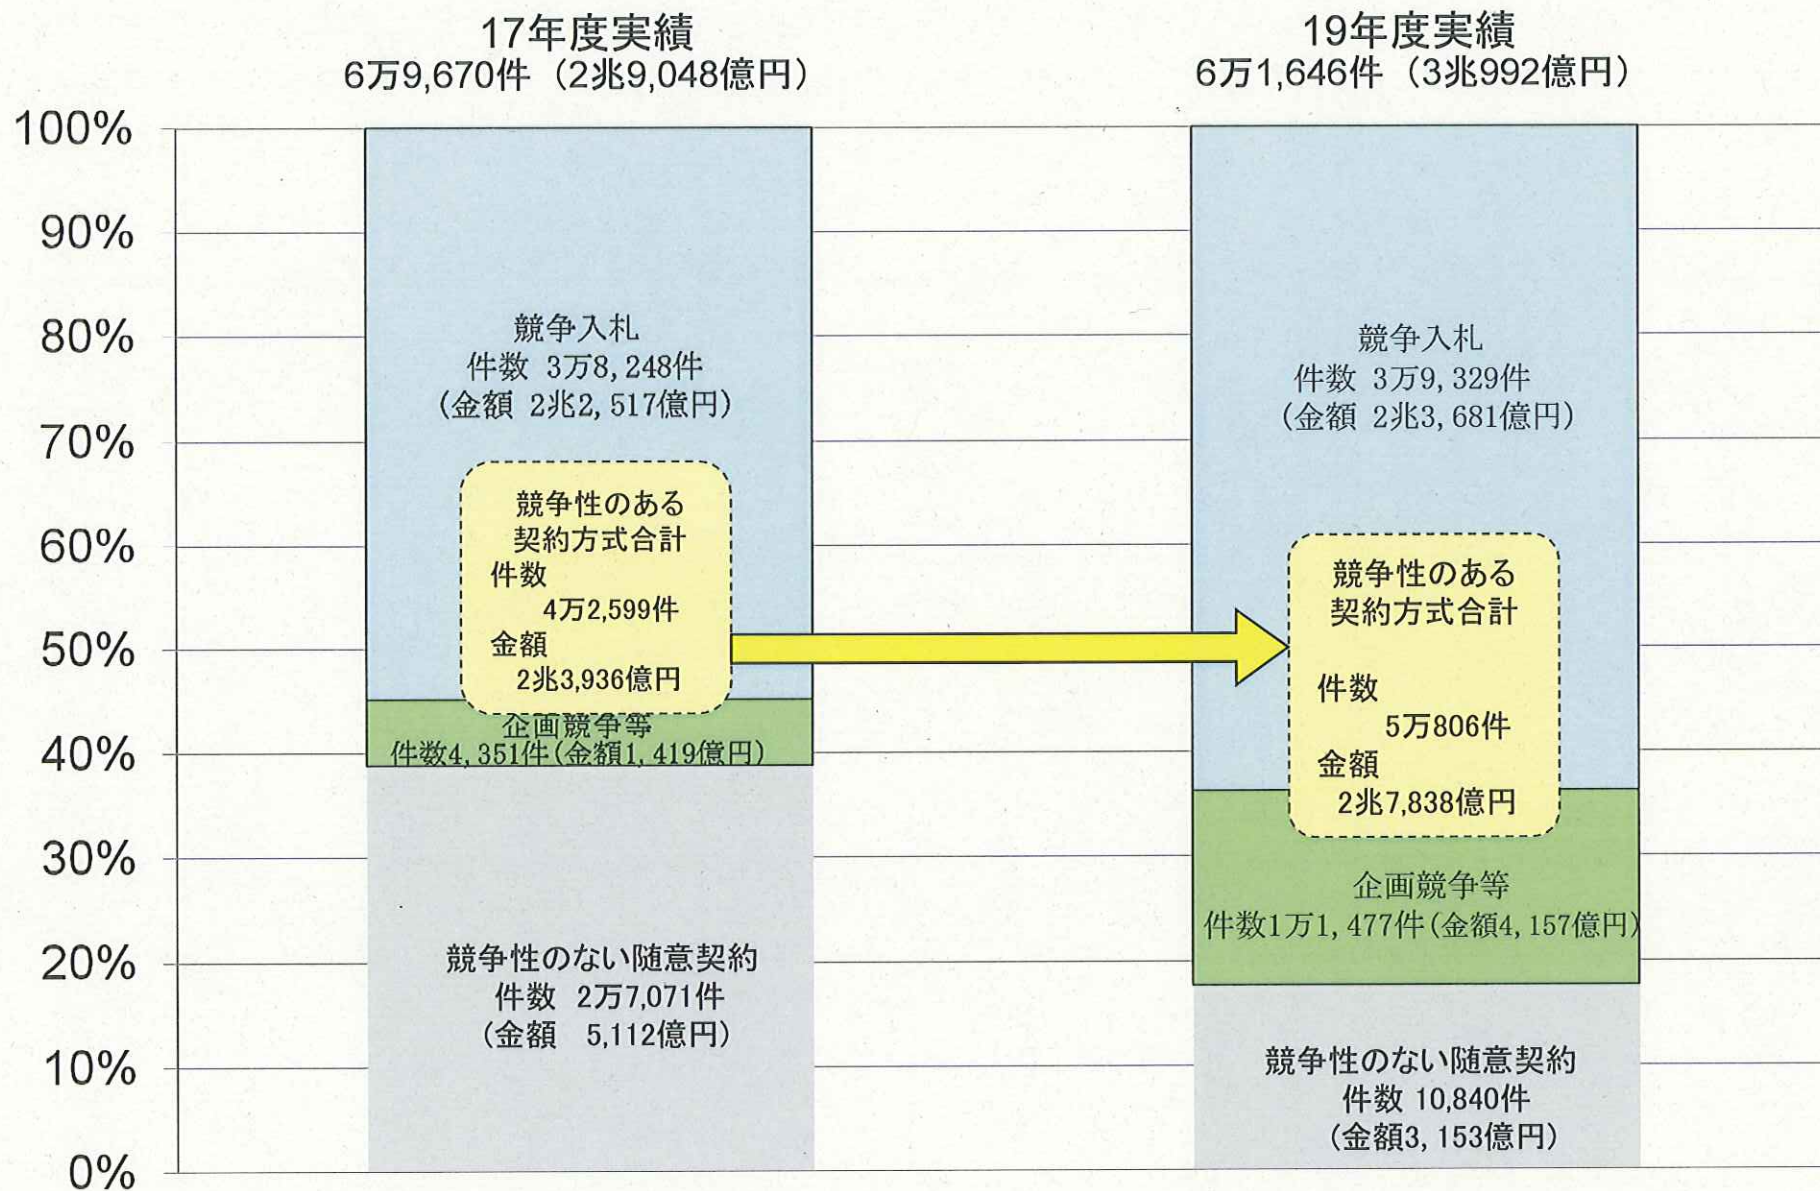 17年度実績
6万9,670件（2兆9,048億円）
19年度実績
6万1,646件（3兆992億円）
100%
90%
80%
70%
60%
50%
40%
30%
20%
10%
0%
競争入札
件数 3万8,248件
(金額 2兆2,517億円)
競争性のある
契約方式合計
件数
4万2,599件
金額
2兆3,936億円
企画競争等
件数4,351件(金額1,419億円)
競争性のない随意契約
件数 2万7,071件
(金額 5,112億円)
競争入札
件数 3万9,329件
(金額 2兆3,681億円)
競争性のある
契約方式合計
件数
5万806件
金額
2兆7,838億円
企画競争等
件数1万1,477件(金額4,157億円)
競争性のない随意契約
件数 10,840件
(金額3,153億円)